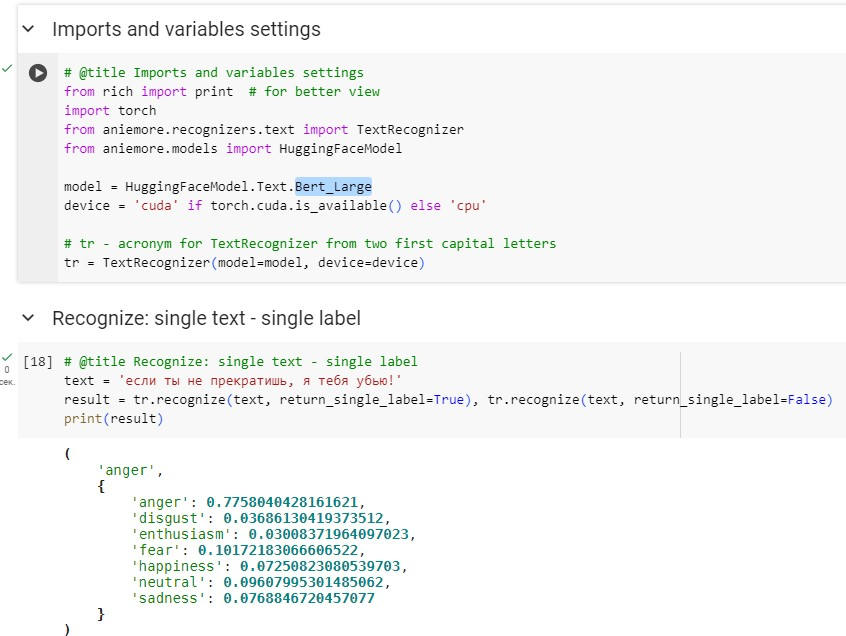 Imports and variables settings
# @title Imports and variables settings
from rich import print  # for better view
import torch
from aniemore.recognizers.text import TextRecognizer
from aniemore.models import HuggingFaceModel
model = HuggingFaceModel.Text.Bert_Large
device = 'cuda' if torch.cuda.is_available() else 'cpu'
# tr - acronym for TextRecognizer from two first capital letters
tr = TextRecognizer(model=model, device=device)
Recognize: single text - single label
[18] # @title Recognize: single text - single label
0
сек.
text = 'если ты не прекратишь, я тебя убью!'
result = tr.recognize(text, return_single_label=True), tr.recognize(text, return_single_label=False)
print(result)
(
    'anger',
    {
        'anger': 0.7758040428161621,
        'disgust': 0.03686130419373512,
        'enthusiasm': 0.03008371964097023,
        'fear': 0.10172183066606522,
        'happiness': 0.07250823080539703,
        'neutral': 0.09607995301485062,
        'sadness': 0.0768846720457077
    }
)